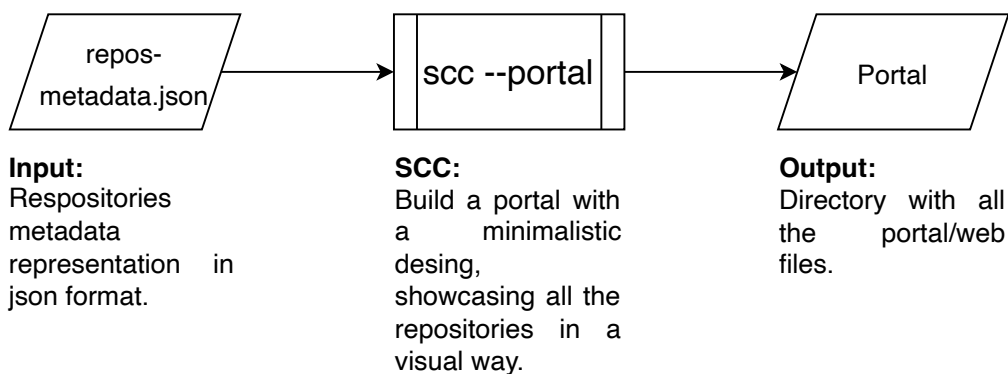 repos-
metadata.json
scc --portal
Portal
Input:
Respositories
metadata
representation in
json format.
SCC:
Build a portal with
a minimalistic
desing,
showcasing all the
repositories in a
visual way.
Output:
Directory with all
the portal/web
files.